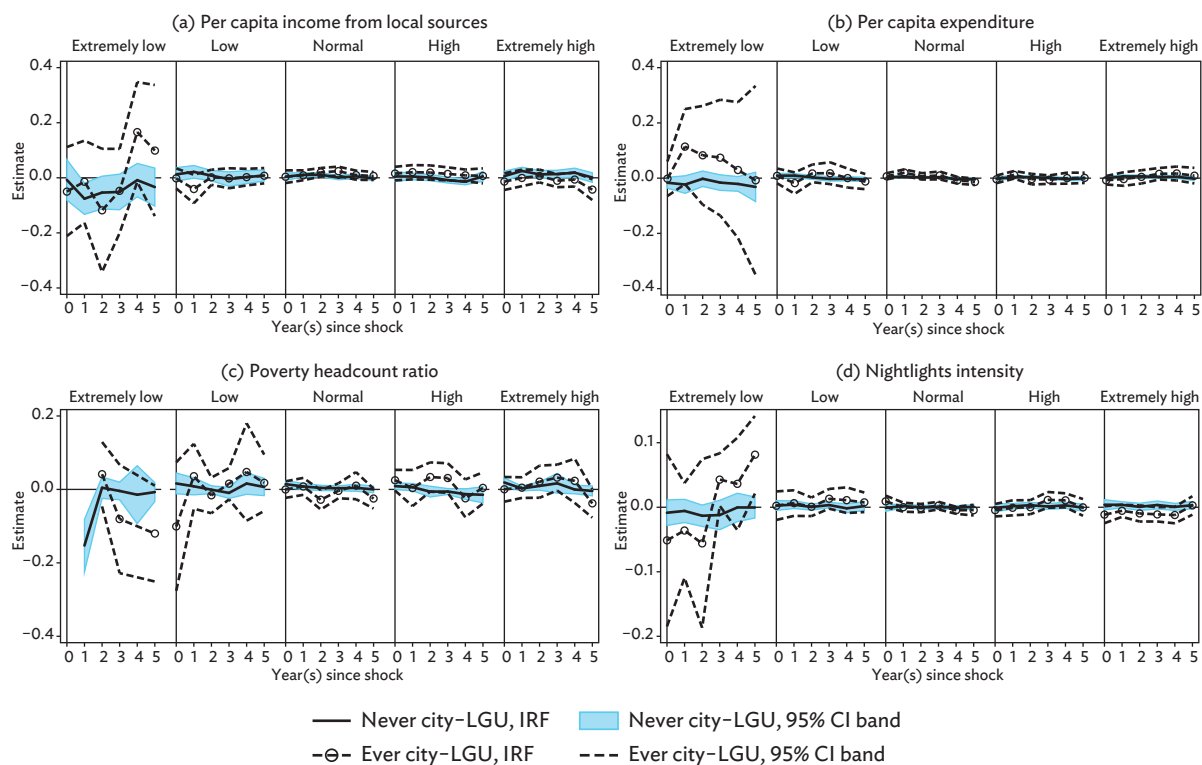 (a) Per capita income from local sources
Extremely low Low Normal High Extremely high
0.4
0.2
0.0
−0.2
−0.4
Estimate
0 1 2 3 4 5 0 1 2 3 4 5 0 1 2 3 4 5 0 1 2 3 4 5 0 1 2 3 4 5
Year(s) since shock
(b) Per capita expenditure
Extremely low Low Normal High Extremely high
0.4
0.2
0.0
−0.2
−0.4
Estimate
0 1 2 3 4 5 0 1 2 3 4 5 0 1 2 3 4 5 0 1 2 3 4 5 0 1 2 3 4 5
Year(s) since shock
(c) Poverty headcount ratio
Extremely low Low Normal High Extremely high
0.2
0.0
−0.2
−0.4
Estimate
0 1 2 3 4 5 0 1 2 3 4 5 0 1 2 3 4 5 0 1 2 3 4 5 0 1 2 3 4 5
Year(s) since shock
(d) Nightlights intensity
Extremely low Low Normal High Extremely high
0.1
0.0
−0.1
−0.2
Estimate
0 1 2 3 4 5 0 1 2 3 4 5 0 1 2 3 4 5 0 1 2 3 4 5 0 1 2 3 4 5
Year(s) since shock
Never city−LGU, IRF Never city−LGU, 95% CI band
Ever city−LGU, IRF Ever city−LGU, 95% CI band